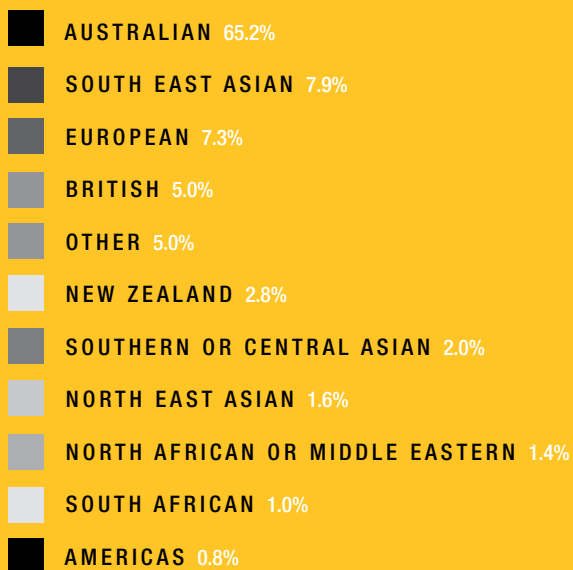 AUSTRALIAN 65.2%
SOUTH EAST ASIAN 7.9%
EUROPEAN 7.3%
BRITISH 5.0%
OTHER 5.0%
NEW ZEALAND 2.8%
SOUTHERN OR CENTRAL ASIAN 2.0%
NORTH EAST ASIAN 1.6%
NORTH AFRICAN OR MIDDLE EASTERN 1.4%
SOUTH AFRICAN 1.0%
AMERICAS 0.8%